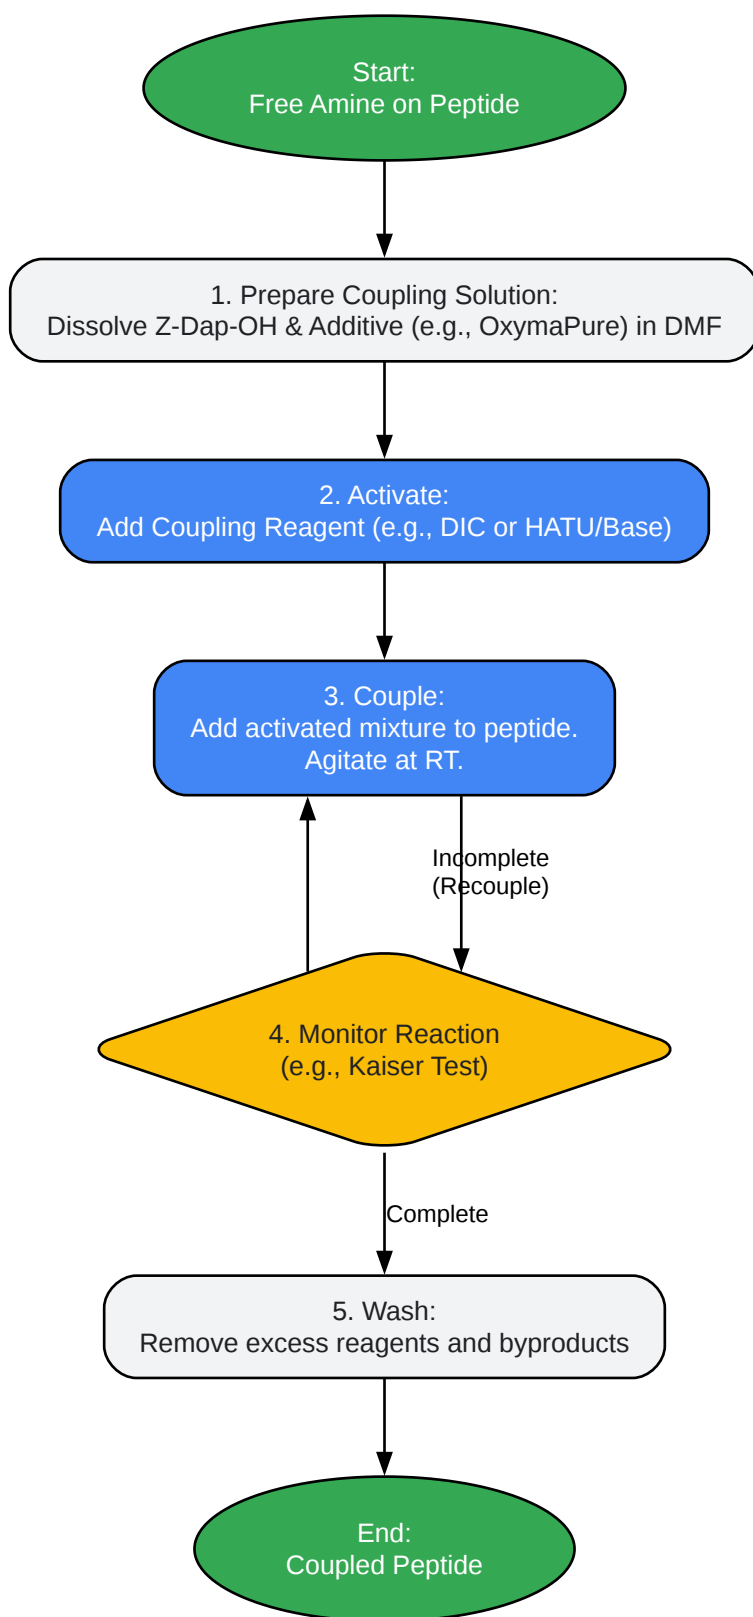 Start:
Free Amine on Peptide
1. Prepare Coupling Solution:
Dissolve Z-Dap-OH & Additive (e.g., OxymaPure) in DMF
2. Activate:
Add Coupling Reagent (e.g., DIC or HATU/Base)
3. Couple:
Add activated mixture to peptide.
Agitate at RT.
Incomplete
(Recouple)
4. Monitor Reaction
(e.g., Kaiser Test)
Complete
5. Wash:
Remove excess reagents and byproducts
End:
Coupled Peptide